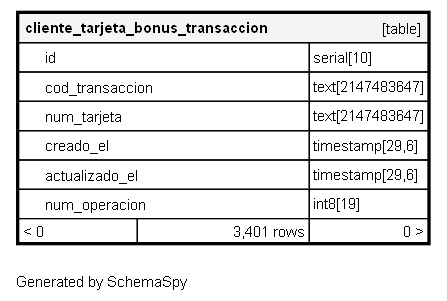 cliente_tarjeta_bonus_transaccion [table]
id serial[10]
cod_transaccion text[2147483647]
num_tarjeta text[2147483647]
creado_el timestamp[29,6]
actualizado_el timestamp[29,6]
num_operacion int8[19]
< 0 3,401 rows 0 >
Generated by SchemaSpy